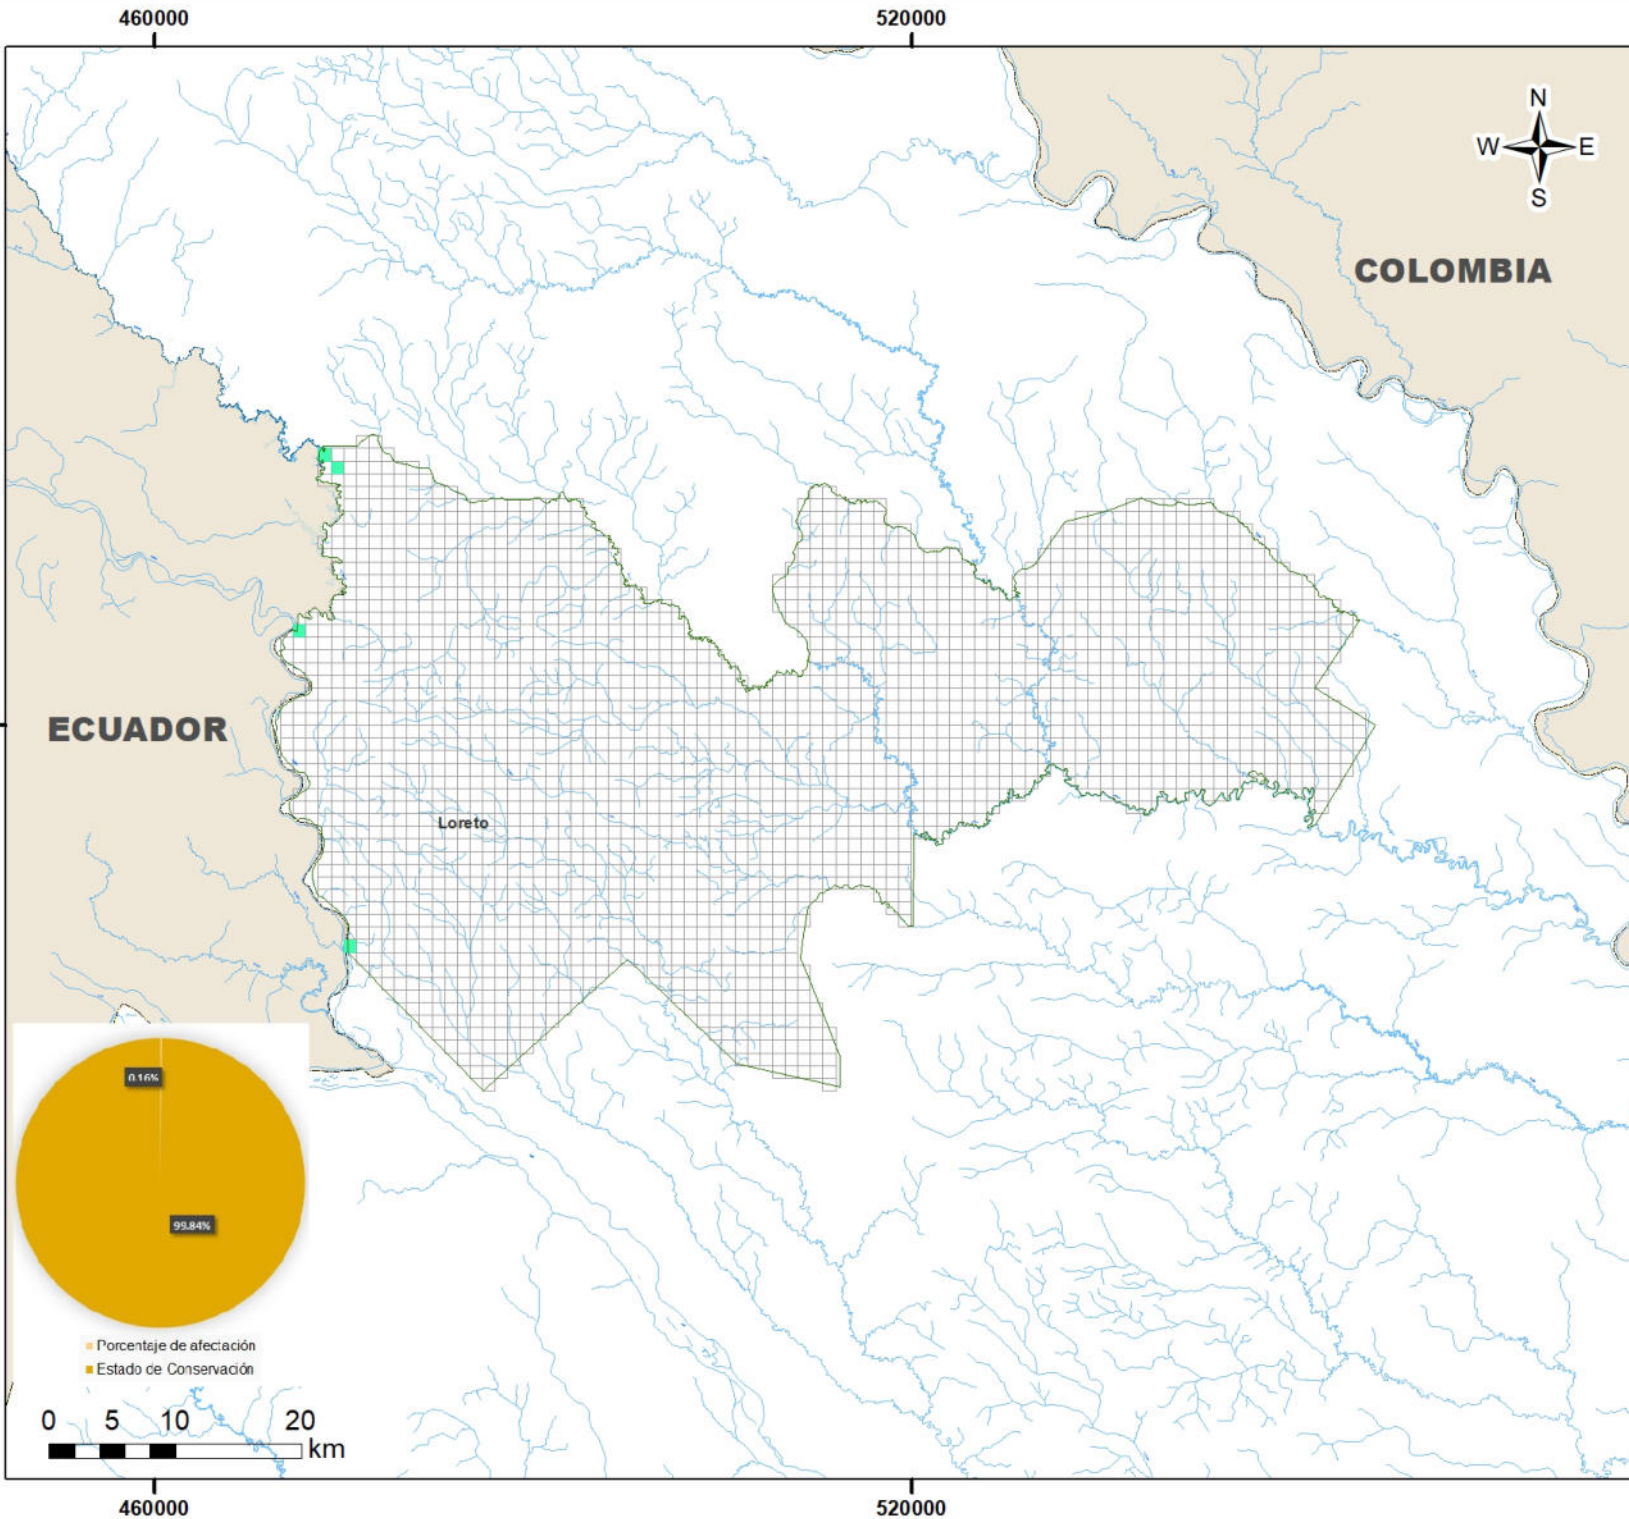 460000 520000
N
W E
S
COLOMBIA
ECUADOR
Loreto
0.16%
99.84%
Porcentaje de afectación
Estado de Conservación
0 5 10 20
km
460000 520000